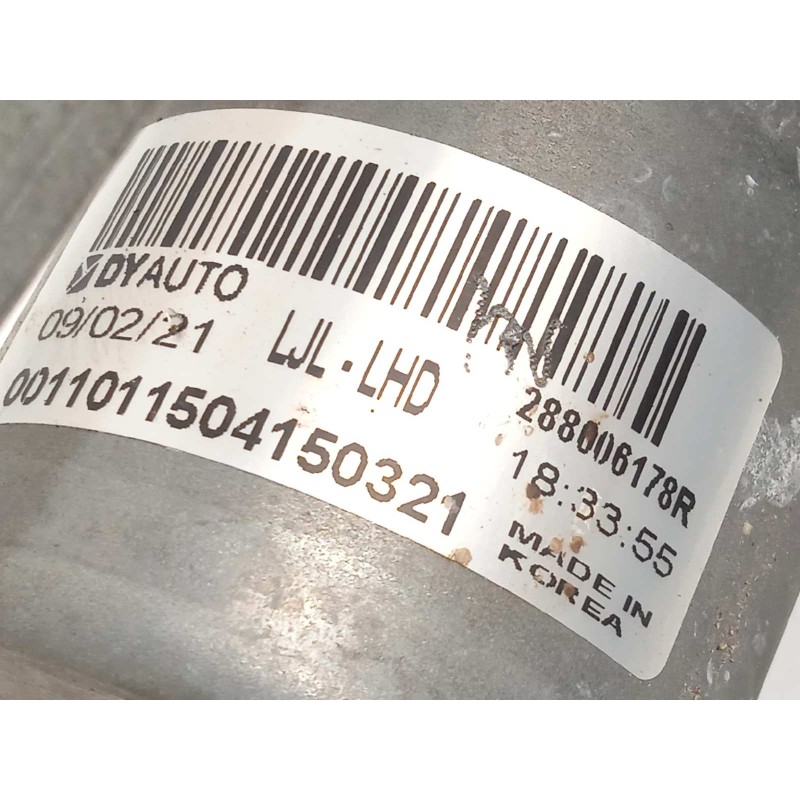 DYAUTO
09/02/21 LJL-LHD 288006178R
0011011504150321 18:33:55
MADE IN
KOREA